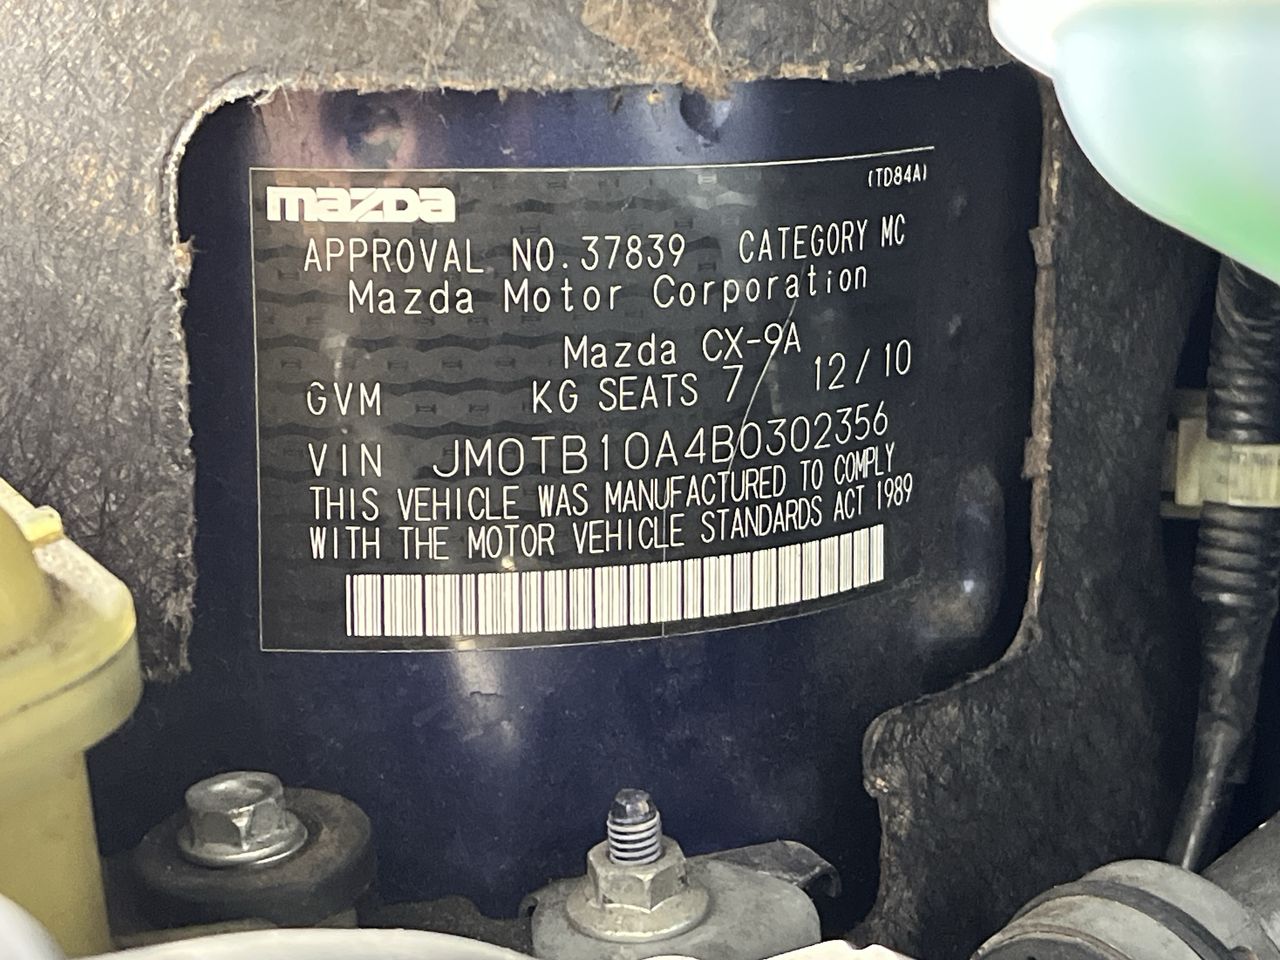 (TD84A)
mazda
APPROVAL NO. 37839 CATEGORY MC
Mazda Motor Corporation
Mazda CX-9A
GVM KG SEATS 7 12/10
VIN JM0TB10A4B0302356
THIS VEHICLE WAS MANUFACTURED TO COMPLY
WITH THE MOTOR VEHICLE STANDARDS ACT 1989